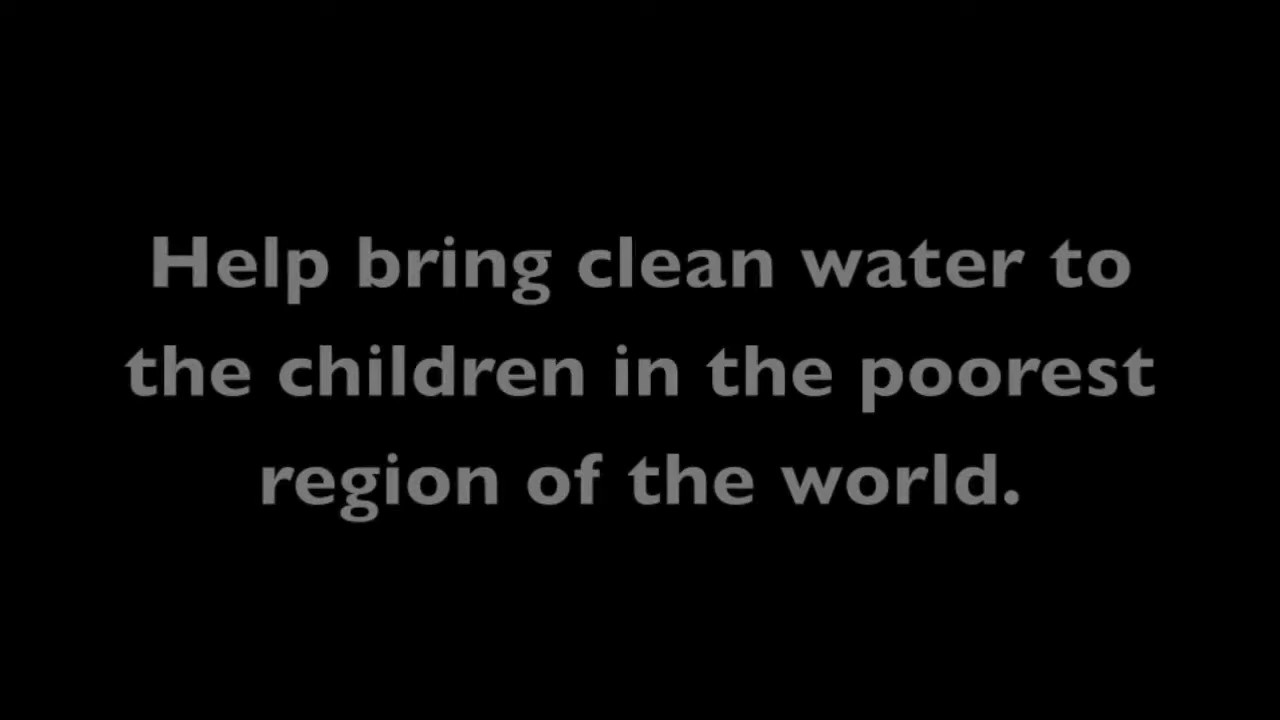 Help bring clean water to
the children in the poorest
region of the world.